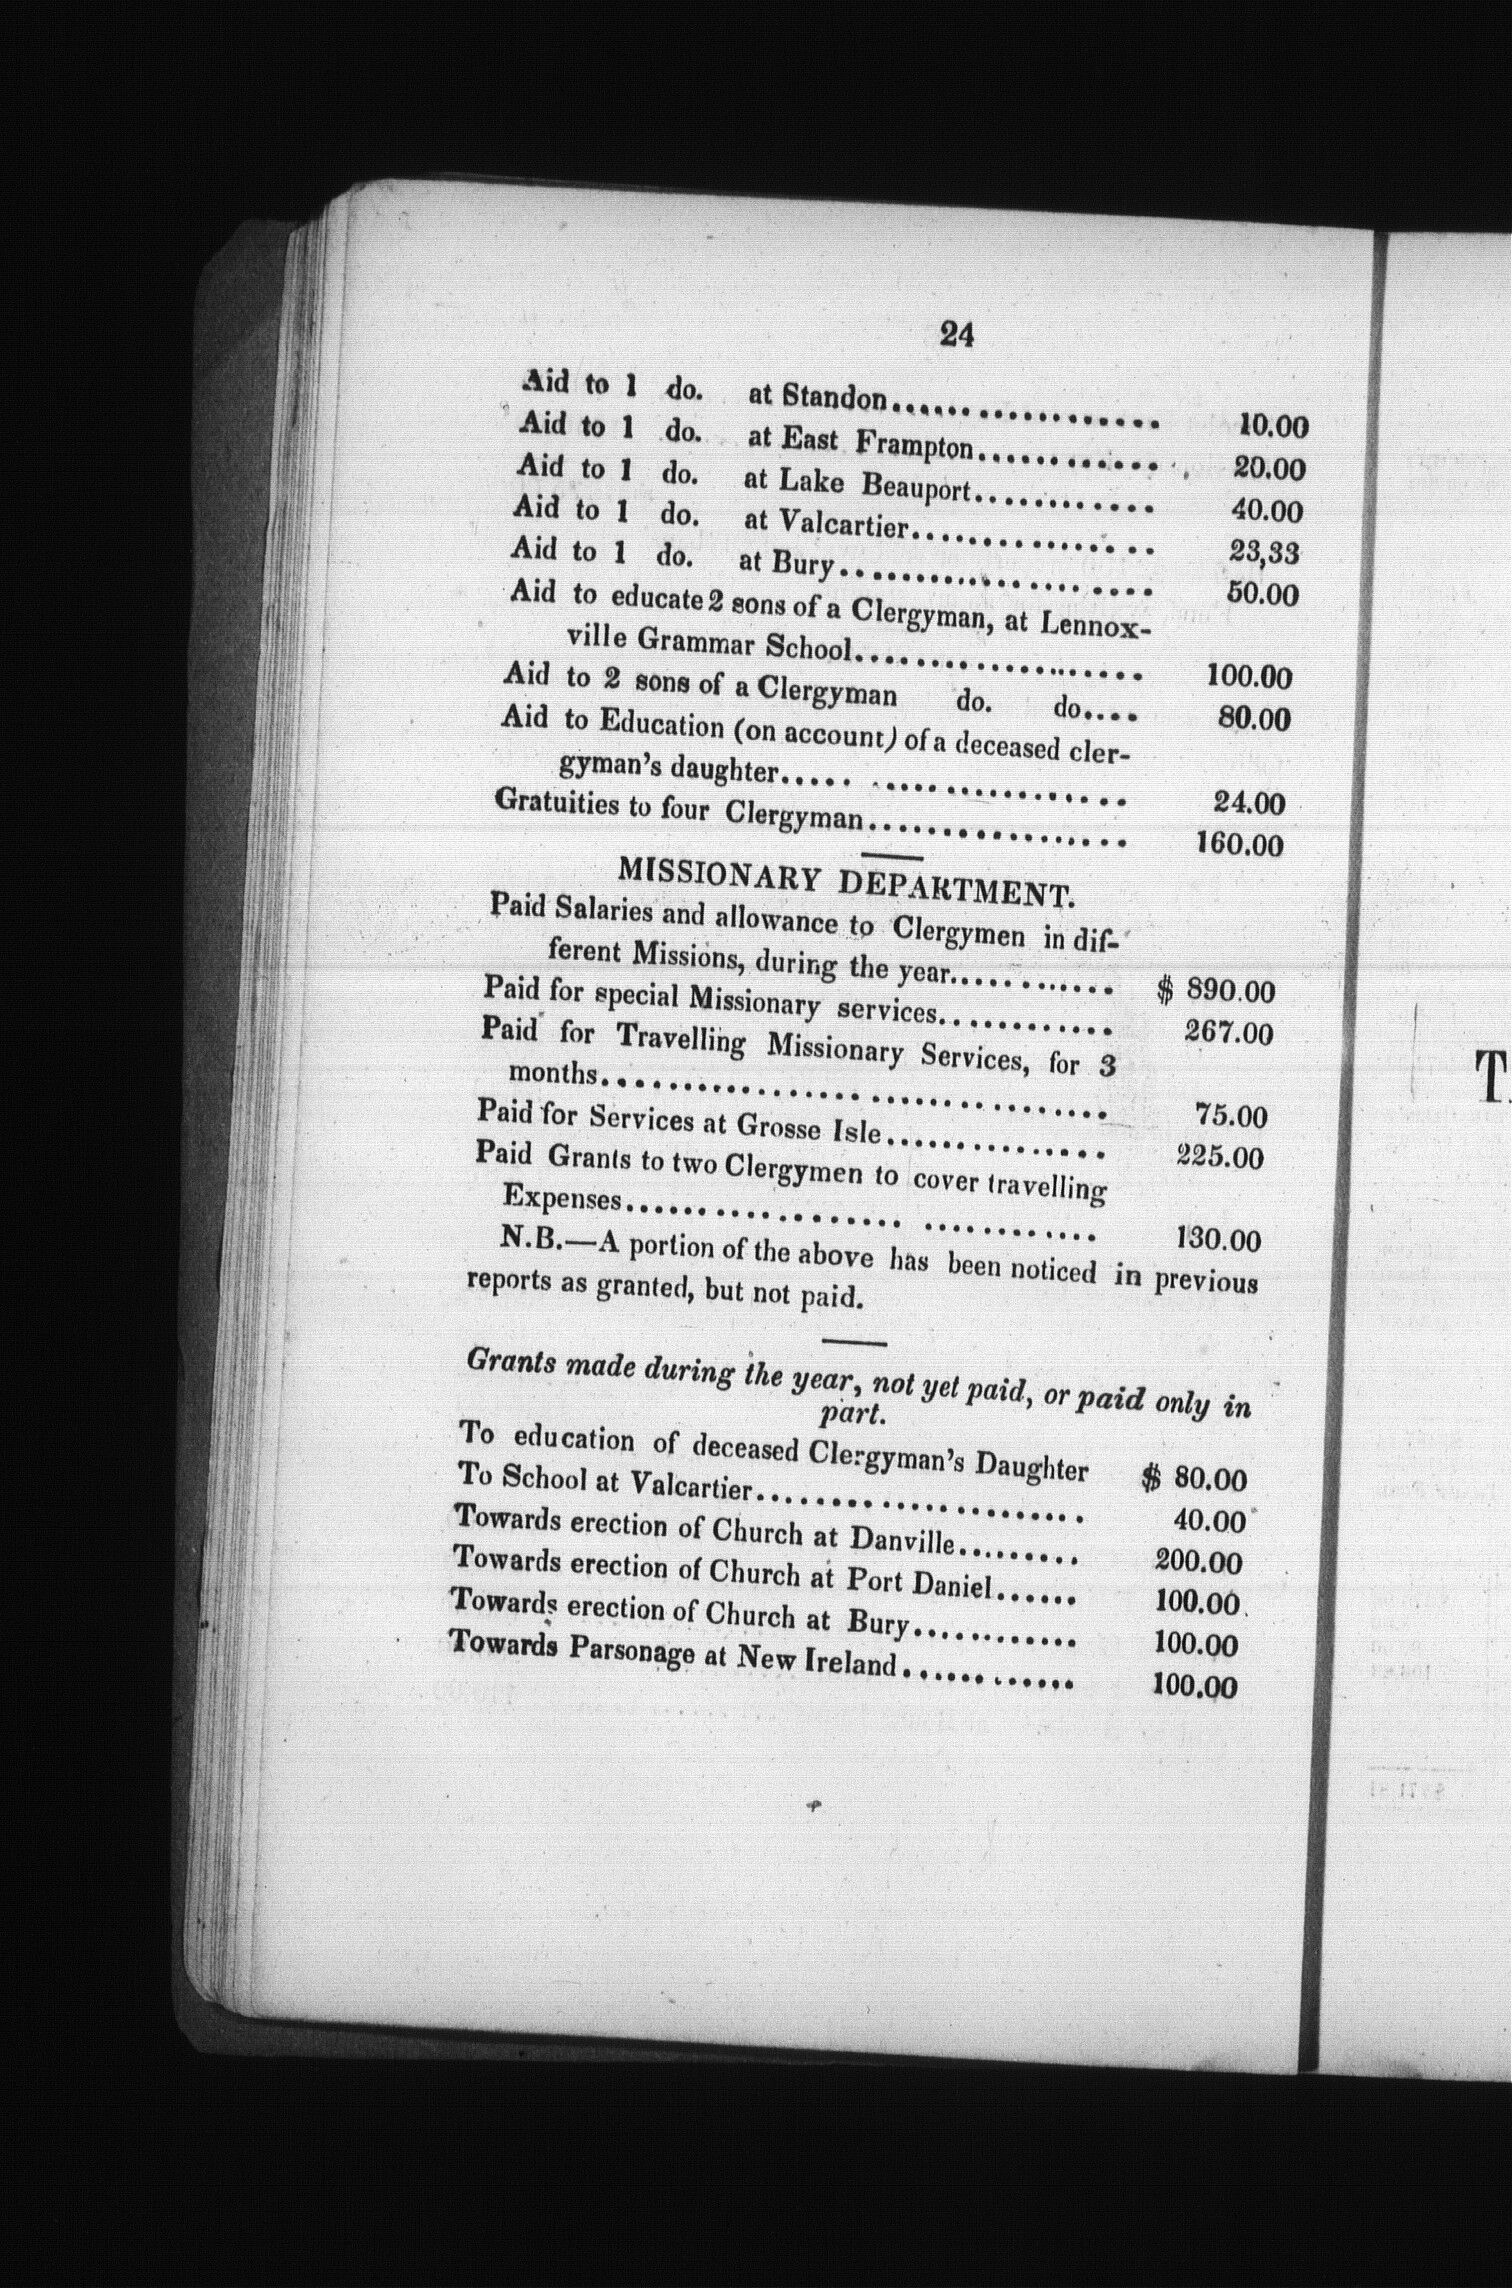 24
Aid to 1 do. at Standon.................. 10.00
Aid to 1 do. at East Frampton............ 20.00
Aid to 1 do. at Lake Beauport............ 40.00
Aid to 1 do. at Valcartier................ 23,33
Aid to 1 do. at Bury..................... 50.00
Aid to educate 2 sons of a Clergyman, at Lennox-
ville Grammar School................... 100.00
Aid to 2 sons of a Clergyman do. do.... 80.00
Aid to Education (on account) of a deceased cler-
gyman's daughter..... .................. 24.00
Gratuities to four Clergyman.................. 160.00
MISSIONARY DEPARTMENT.
Paid Salaries and allowance to Clergymen in dif-
ferent Missions, during the year........... $ 890.00
Paid for special Missionary services............ 267.00
Paid for Travelling Missionary Services, for 3
months.................................. 75.00
Paid for Services at Grosse Isle............... 225.00
Paid Grants to two Clergymen to cover travelling
Expenses.................. ............ 130.00
N.B.—A portion of the above has been noticed in previous
reports as granted, but not paid.
Grants made during the year, not yet paid, or paid only in
part.
To education of deceased Clergyman's Daughter $ 80.00
To School at Valcartier...................... 40.00
Towards erection of Church at Danville......... 200.00
Towards erection of Church at Port Daniel...... 100.00
Towards erection of Church at Bury............ 100.00
Towards Parsonage at New Ireland............ 100.00
T